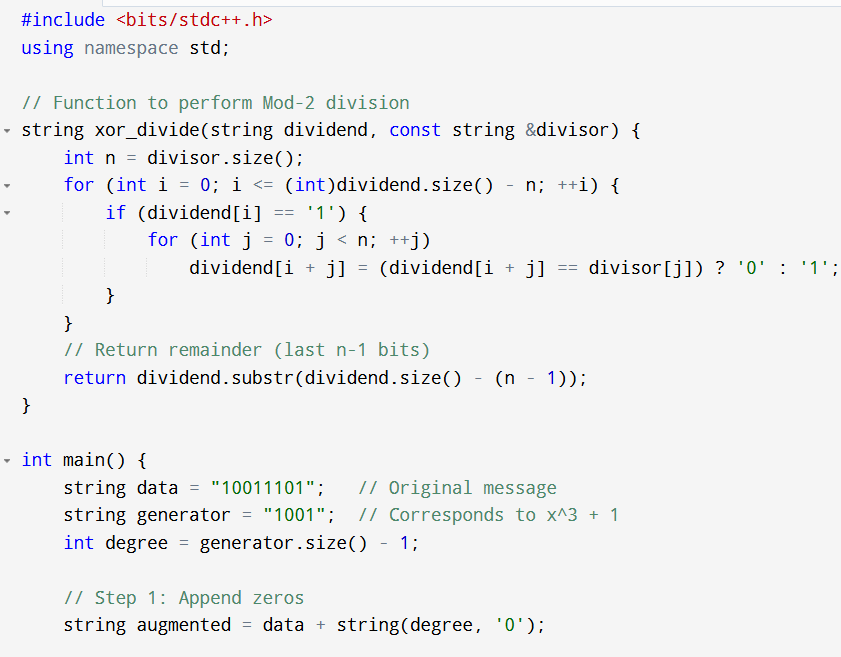 #include <bits/stdc++.h>
using namespace std;

// Function to perform Mod-2 division
string xor_divide(string dividend, const string &divisor) {
    int n = divisor.size();
    for (int i = 0; i <= (int)dividend.size() - n; ++i) {
        if (dividend[i] == '1') {
            for (int j = 0; j < n; ++j)
                dividend[i + j] = (dividend[i + j] == divisor[j]) ? '0' : '1';
        }
    }
    // Return remainder (last n-1 bits)
    return dividend.substr(dividend.size() - (n - 1));
}

int main() {
    string data = "10011101";   // Original message
    string generator = "1001";  // Corresponds to x^3 + 1
    int degree = generator.size() - 1;

    // Step 1: Append zeros
    string augmented = data + string(degree, '0');